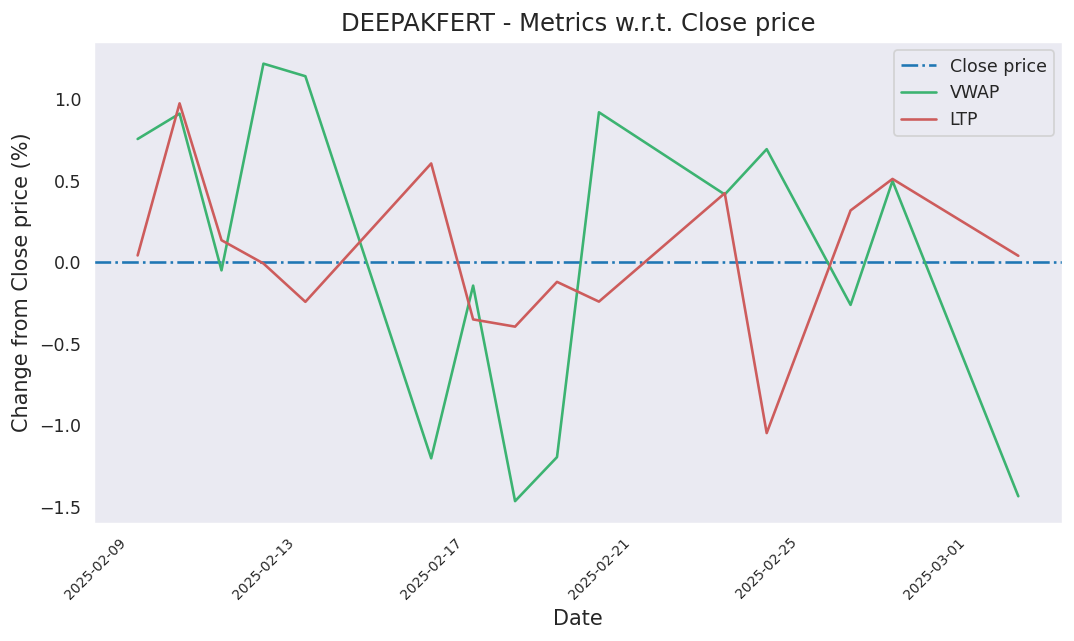 DEEPAKFERT - Metrics w.r.t. Close price
Close price
VWAP
LTP
Change from Close price (%)
1.0
0.5
0.0
−0.5
−1.0
−1.5
2025-02-09
2025-02-13
2025-02-17
2025-02-21
2025-02-25
2025-03-01
Date